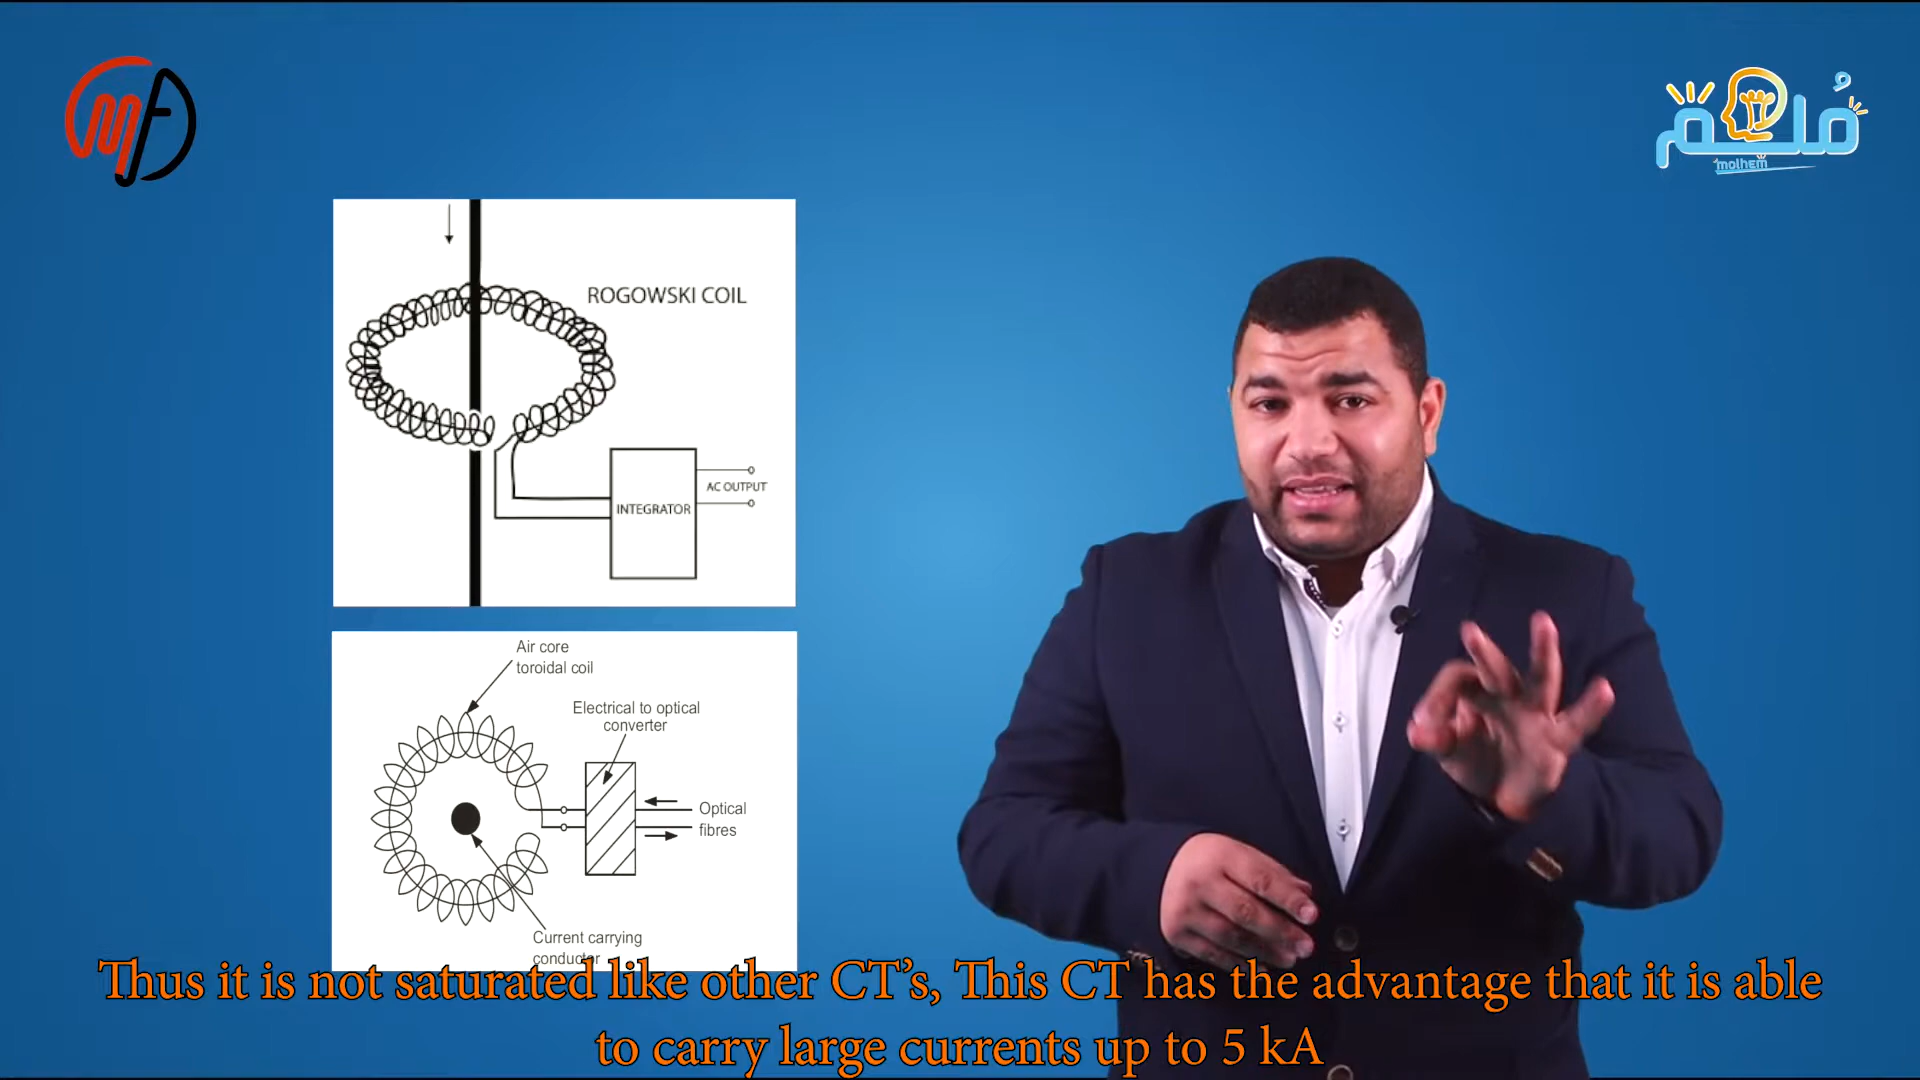 مُلهم
molhem
ROGOWSKI COIL
INTEGRATOR
AC OUTPUT
Air core
toroidal coil
Electrical to optical
converter
Optical
fibres
Current carrying
conductor
Thus it is not saturated like other CT’s, This CT has the advantage that it is able
to carry large currents up to 5 kA